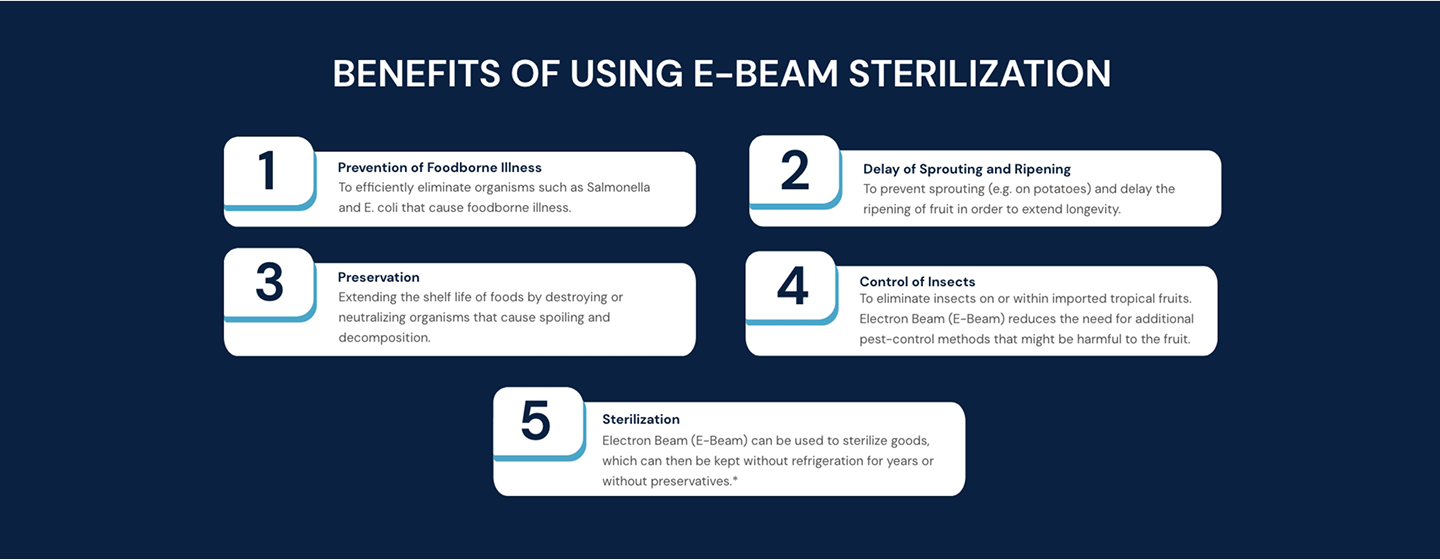 BENEFITS OF USING E-BEAM STERILIZATION
1
Prevention of Foodborne Illness
To efficiently eliminate organisms such as Salmonella
and E. coli that cause foodborne illness.
2
Delay of Sprouting and Ripening
To prevent sprouting (e.g. on potatoes) and delay the
ripening of fruit in order to extend longevity.
3
Preservation
Extending the shelf life of foods by destroying or
neutralizing organisms that cause spoiling and
decomposition.
4
Control of Insects
To eliminate insects on or within imported tropical fruits.
Electron Beam (E-Beam) reduces the need for additional
pest-control methods that might be harmful to the fruit.
5
Sterilization
Electron Beam (E-Beam) can be used to sterilize goods,
which can then be kept without refrigeration for years or
without preservatives.*